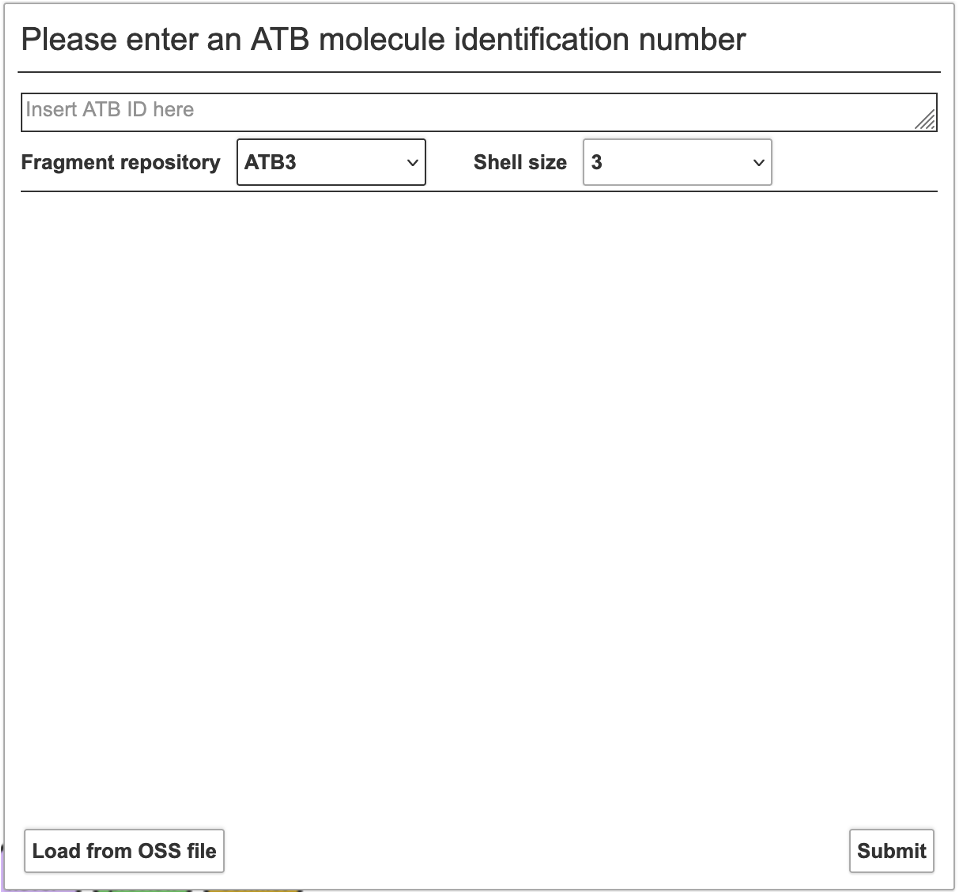 Please enter an ATB molecule identification number
Insert ATB ID here
Fragment repository ATB3 Shell size 3
Load from OSS file Submit